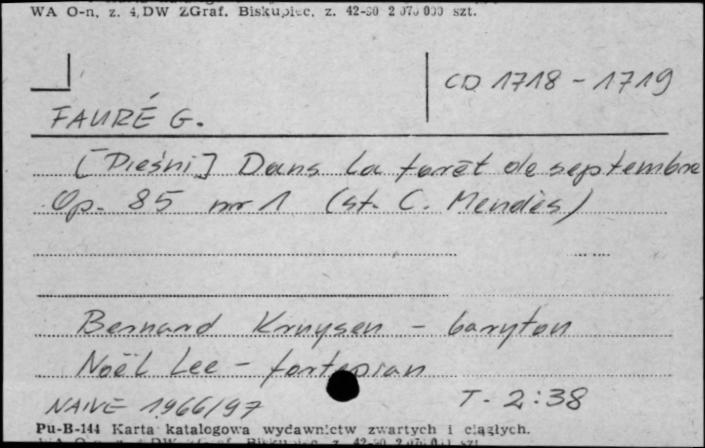 WA O-n, z. 4, DW ZGraf. Biskupiec, z. 42-80 2 070 000 szt.
CD 1718 - 1719
FAURÉ G.
[Pieśni] Dans la forêt de septembre
Op. 85 nr 1 (sł. C. Mendès)
Bernard Kruysen - baryton
Noël Lee - fortepian
NAIVE 1966/97
T. 2:38
Pu-B-144 Karta katalogowa wydawnictw zwartych i ciągłych.